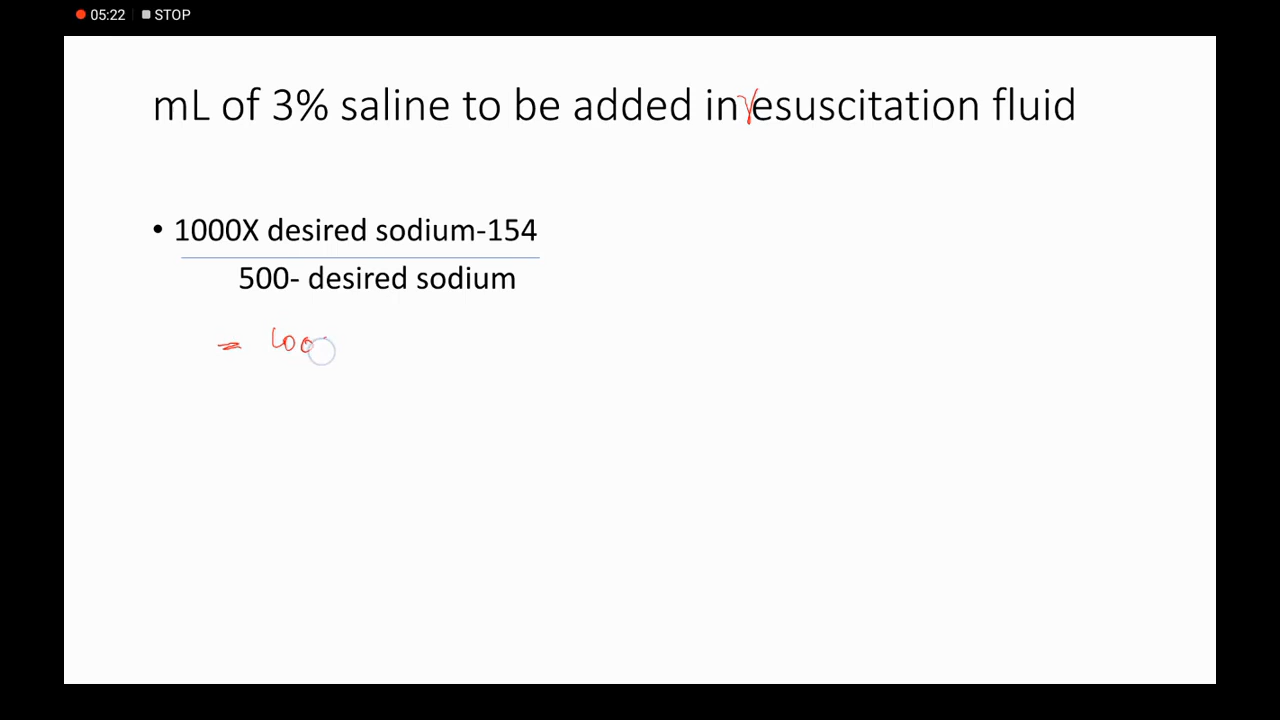 05:22 STOP
mL of 3% saline to be added in resuscitation fluid
• 1000X desired sodium-154
500- desired sodium
= 100